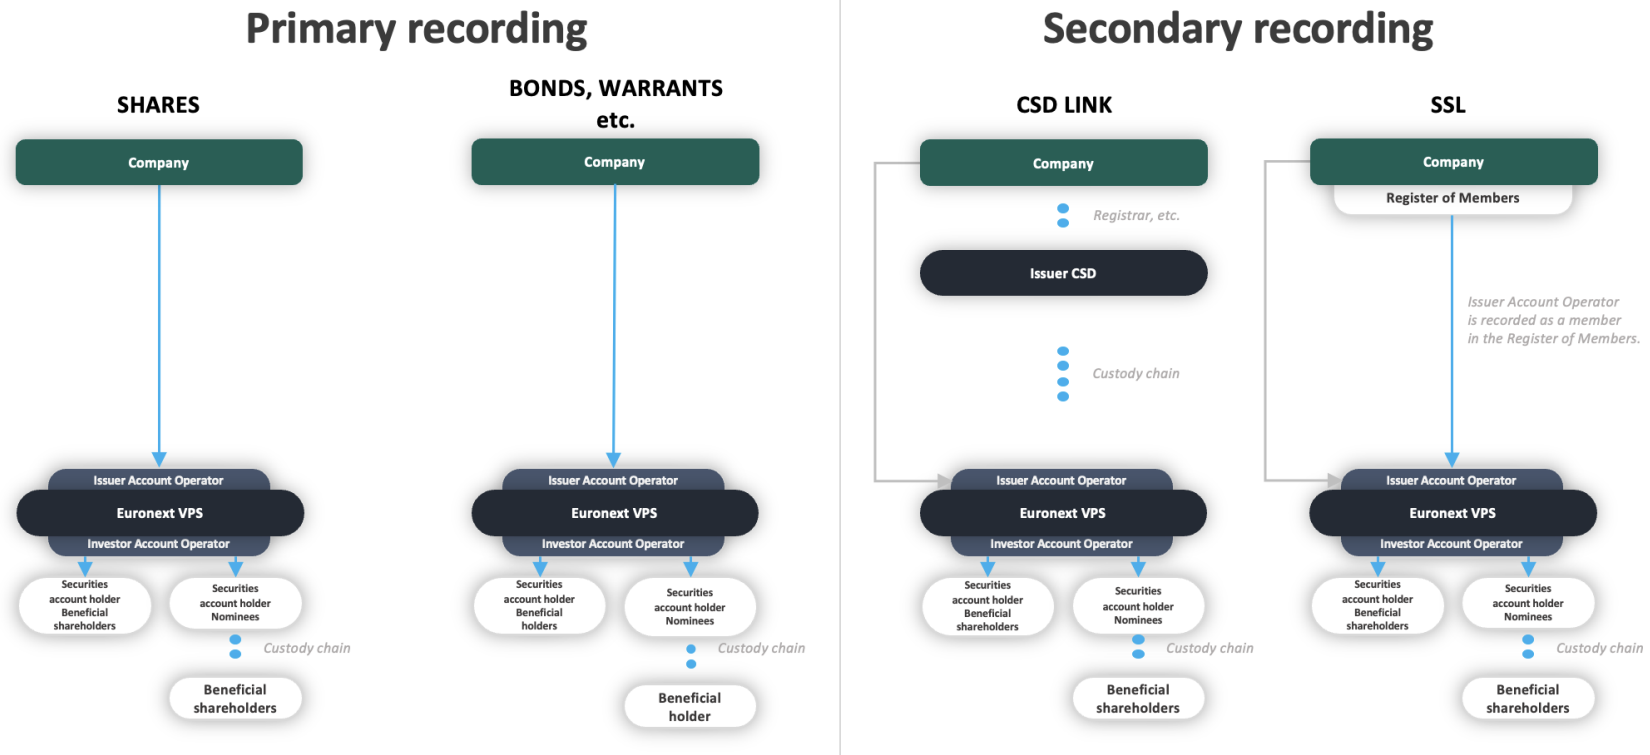 Primary recording
SHARES
Company
Issuer Account Operator
Euronext VPS
Investor Account Operator
Securities
account holder
Beneficial
shareholders
Securities
account holder
Nominees
Custody chain
Beneficial
shareholders
BONDS, WARRANTS
etc.
Company
Issuer Account Operator
Euronext VPS
Investor Account Operator
Securities
account holder
Beneficial
holders
Securities
account holder
Nominees
Custody chain
Beneficial
holder
Secondary recording
CSD LINK
Company
Registrar, etc.
Issuer CSD
Custody chain
Issuer Account Operator
Euronext VPS
Investor Account Operator
Securities
account holder
Beneficial
shareholders
Securities
account holder
Nominees
Custody chain
Beneficial
shareholders
SSL
Company
Register of Members
Issuer Account Operator
is recorded as a member
in the Register of Members.
Issuer Account Operator
Euronext VPS
Investor Account Operator
Securities
account holder
Beneficial
shareholders
Securities
account holder
Nominees
Custody chain
Beneficial
shareholders